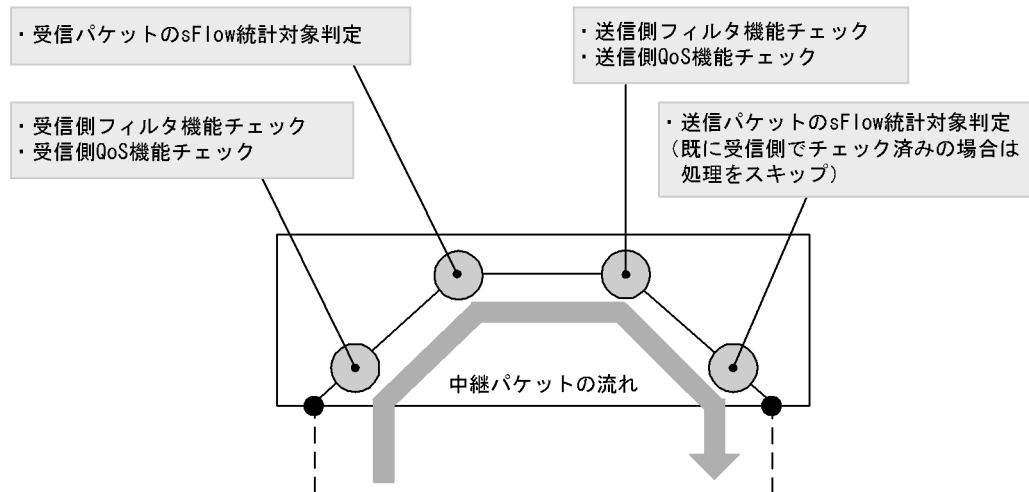 ・受信パケットのsFlow統計対象判定
・送信側フィルタ機能チェック
・送信側QoS機能チェック
・受信側フィルタ機能チェック
・受信側QoS機能チェック
・送信パケットのsFlow統計対象判定
（既に受信側でチェック済みの場合は
処理をスキップ）
中継パケットの流れ